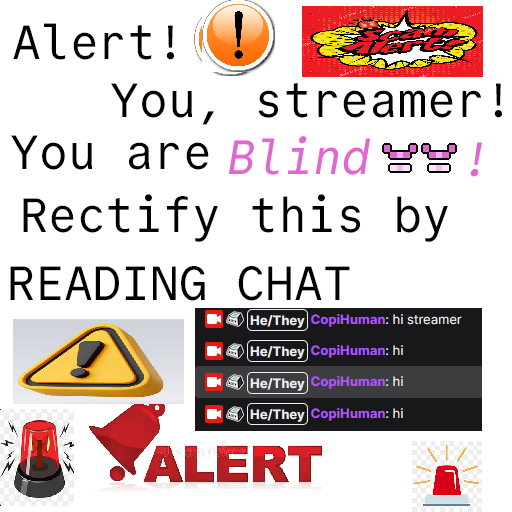 Alert!
Scam Alert!
You, streamer!
You are Blind!
Rectify this by
READING CHAT
He/They CopiHuman: hi streamer
He/They CopiHuman: hi
He/They CopiHuman: hi
He/They CopiHuman: hi
ALERT